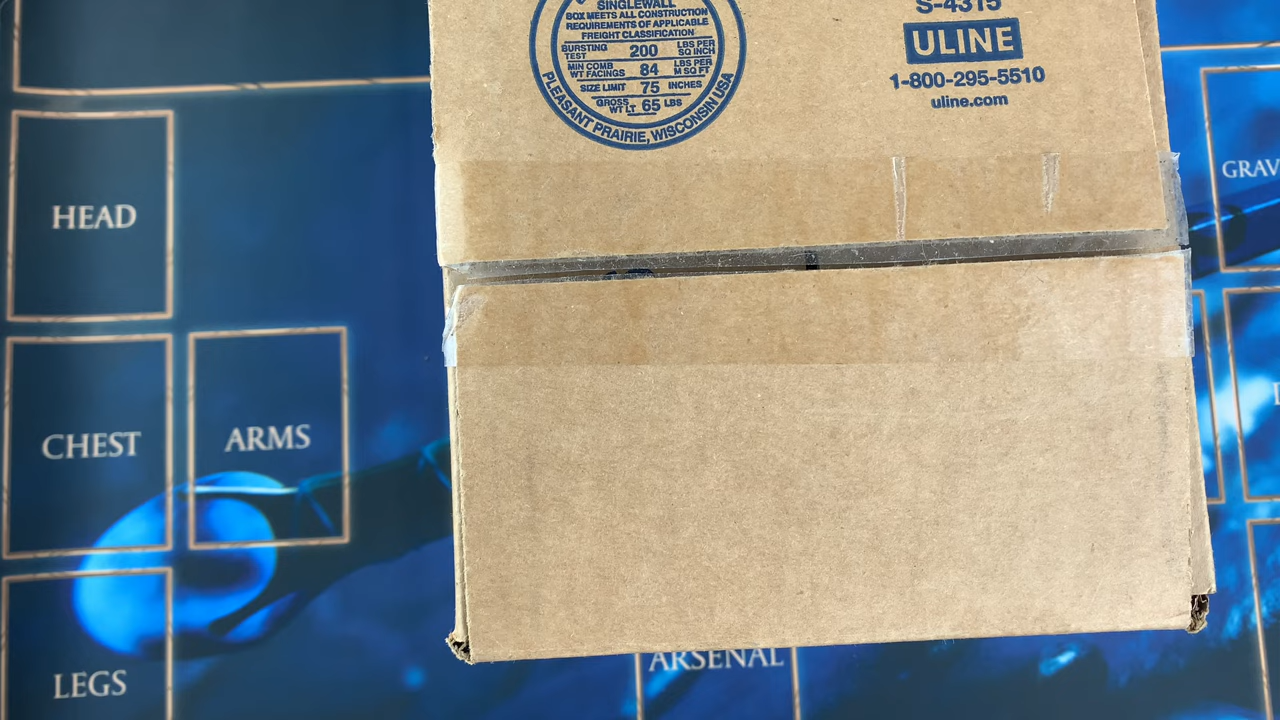 SINGLEWALL
BOX MEETS ALL CONSTRUCTION
REQUIREMENTS OF APPLICABLE
FREIGHT CLASSIFICATION
BURSTING TEST 200 LBS PER SQ INCH
MIN COMB WT FACINGS 84 LBS PER M SQ FT
SIZE LIMIT 75 INCHES
GROSS WT LT 65 LBS
PLEASANT PRAIRIE, WISCONSIN USA
S-4315
ULINE
1-800-295-5510
uline.com
HEAD
GRAV
CHEST
ARMS
LEGS
ARSENAL